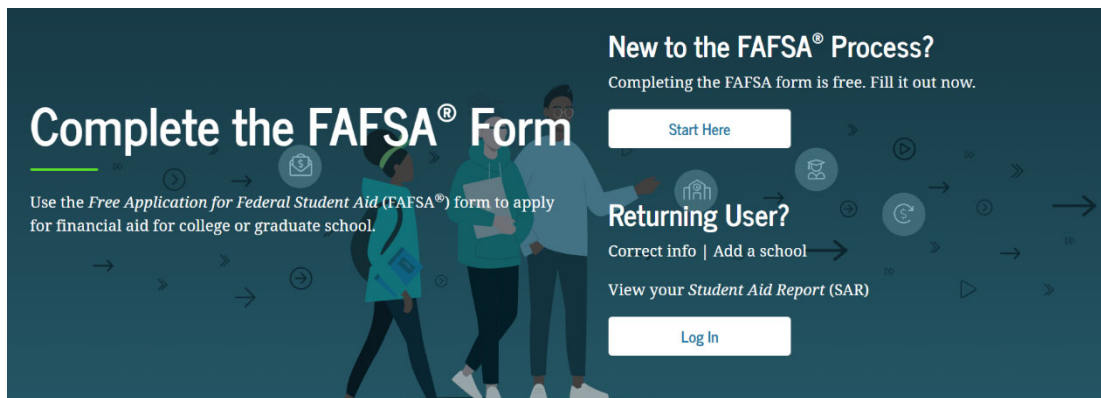 Complete the FAFSA® Form
Use the Free Application for Federal Student Aid (FAFSA®) form to apply
for financial aid for college or graduate school.
New to the FAFSA® Process?
Completing the FAFSA form is free. Fill it out now.
Start Here
Returning User?
Correct info | Add a school
View your Student Aid Report (SAR)
Log In